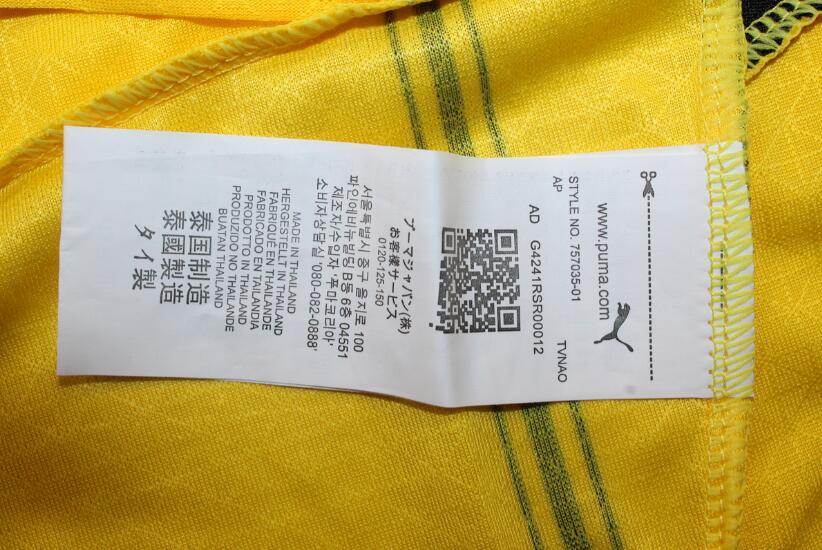 www.puma.com
STYLE NO. 757035-01
AP
TVNAO
AD G4241RSR00012
プーマジャパン(株)
お客様サービス
0120-125-150
서울특별시 중구 을지로 100
파인에비뉴빌딩 B동 6층 04551
제조자/수입자 '푸마코리아'
소비자상담실 '080-082-0888'
MADE IN THAILAND
HERGESTELLT IN THAILAND
FABRIQUÉ EN THAÏLANDE
FABRICADO EN TAILANDIA
PRODOTTO IN THAILANDIA
PRODUZIDO NO THAILANDE
BUATAN THAILAND
泰国制造
泰國製造
タイ製